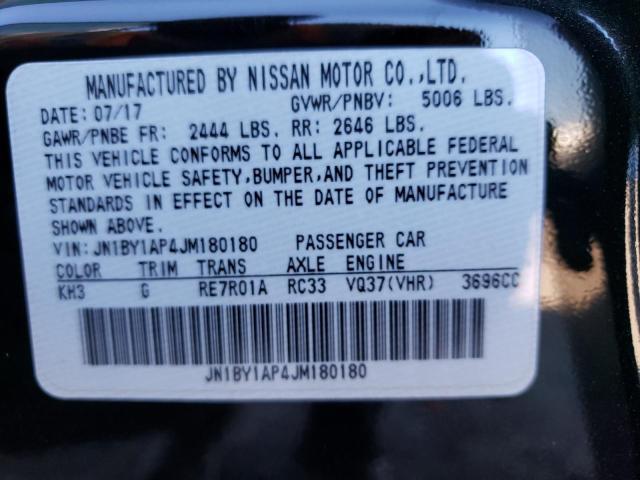 MANUFACTURED BY NISSAN MOTOR CO.,LTD.
DATE: 07/17 GVWR/PNBV: 5006 LBS.
GAWR/PNBE FR: 2444 LBS. RR: 2646 LBS.
THIS VEHICLE CONFORMS TO ALL APPLICABLE FEDERAL
MOTOR VEHICLE SAFETY,BUMPER,AND THEFT PREVENTION
STANDARDS IN EFFECT ON THE DATE OF MANUFACTURE
SHOWN ABOVE.
VIN: JN1BY1AP4JM180180 PASSENGER CAR
COLOR TRIM TRANS AXLE ENGINE
KH3 G RE7R01A RC33 VQ37(VHR) 3696CC
JN1BY1AP4JM180180